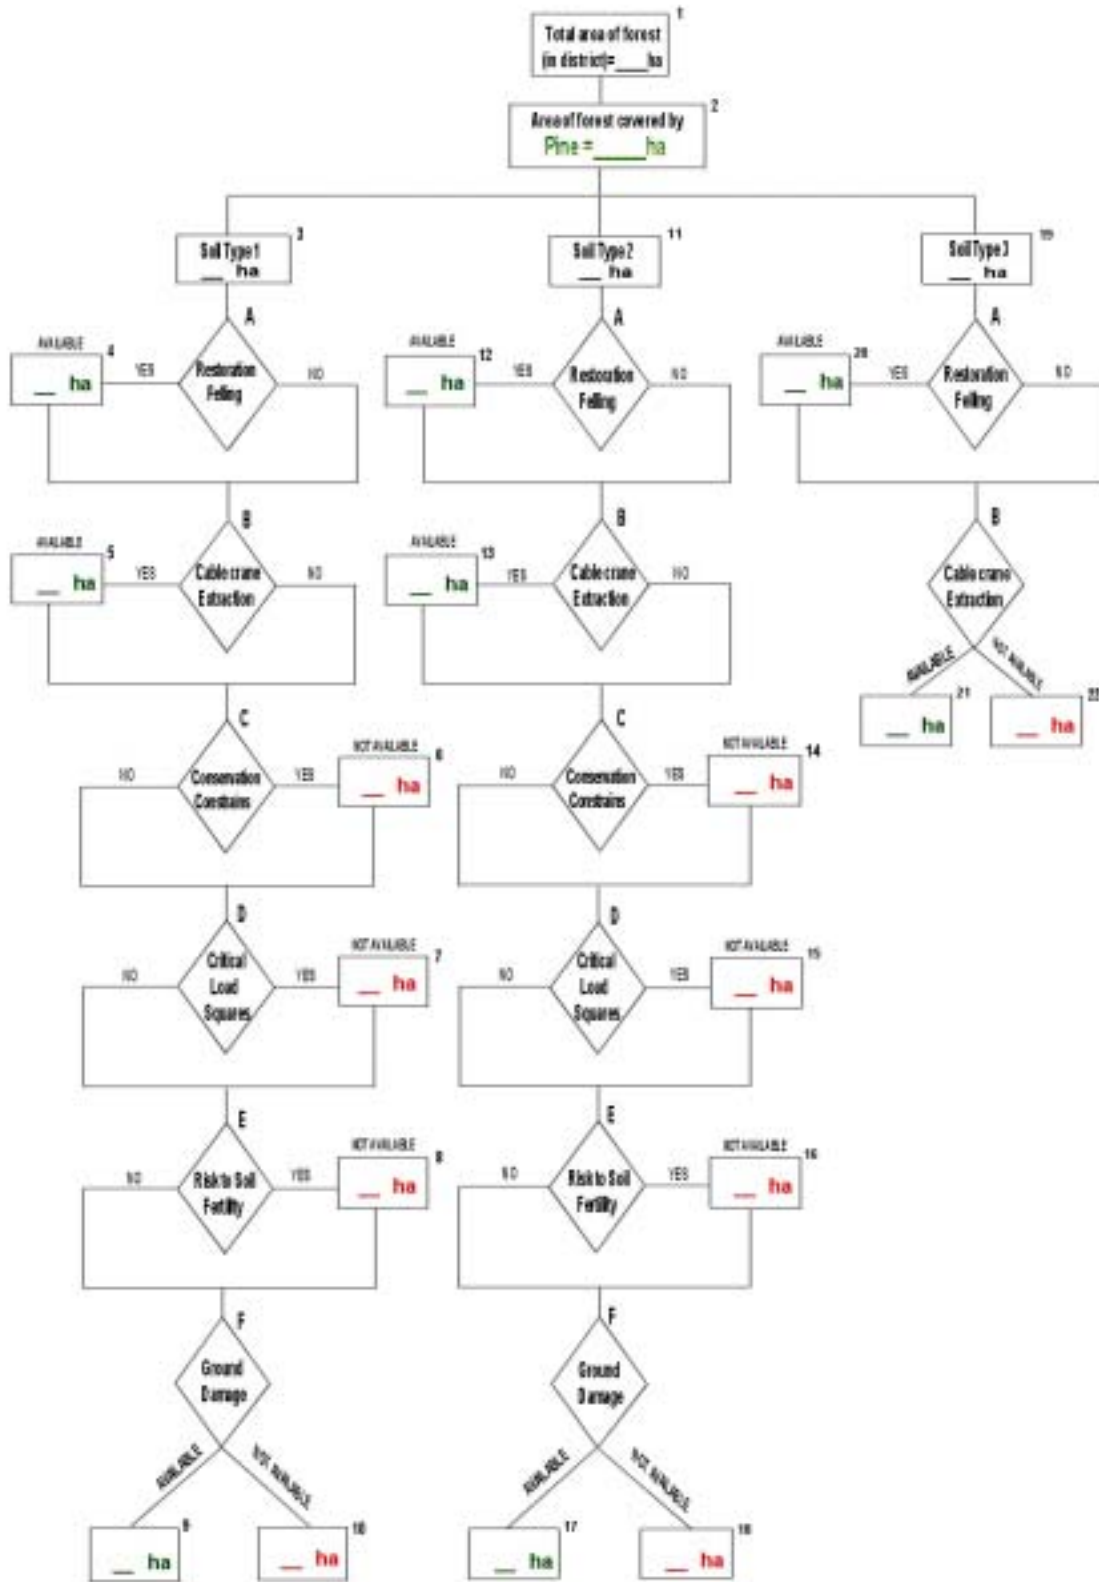 1
Total area of forest
(in district)=____ha
2
Area of forest covered by
Pine =____ha
3
Soil Type 1
__ ha
11
Soil Type 2
__ ha
19
Soil Type 3
__ ha
A
AVAILABLE
4
__ ha
YES
Restoration
Felling
NO
A
AVAILABLE
12
__ ha
YES
Restoration
Felling
NO
A
AVAILABLE
20
__ ha
YES
Restoration
Felling
NO
B
AVAILABLE
5
__ ha
YES
Cable crane
Extraction
NO
B
AVAILABLE
13
__ ha
YES
Cable crane
Extraction
NO
B
Cable crane
Extraction
AVAILABLE
NOT AVAILABLE
21
__ ha
22
__ ha
C
NO
Conservation
Constrains
YES
NOT AVAILABLE
6
__ ha
C
NO
Conservation
Constrains
YES
NOT AVAILABLE
14
__ ha
D
NO
Critical
Load
Squares
YES
NOT AVAILABLE
7
__ ha
D
NO
Critical
Load
Squares
YES
NOT AVAILABLE
15
__ ha
E
NO
Risk to Soil
Fertility
YES
NOT AVAILABLE
8
__ ha
E
NO
Risk to Soil
Fertility
YES
NOT AVAILABLE
16
__ ha
F
Ground
Damage
AVAILABLE
NOT AVAILABLE
9
__ ha
10
__ ha
F
Ground
Damage
AVAILABLE
NOT AVAILABLE
17
__ ha
18
__ ha